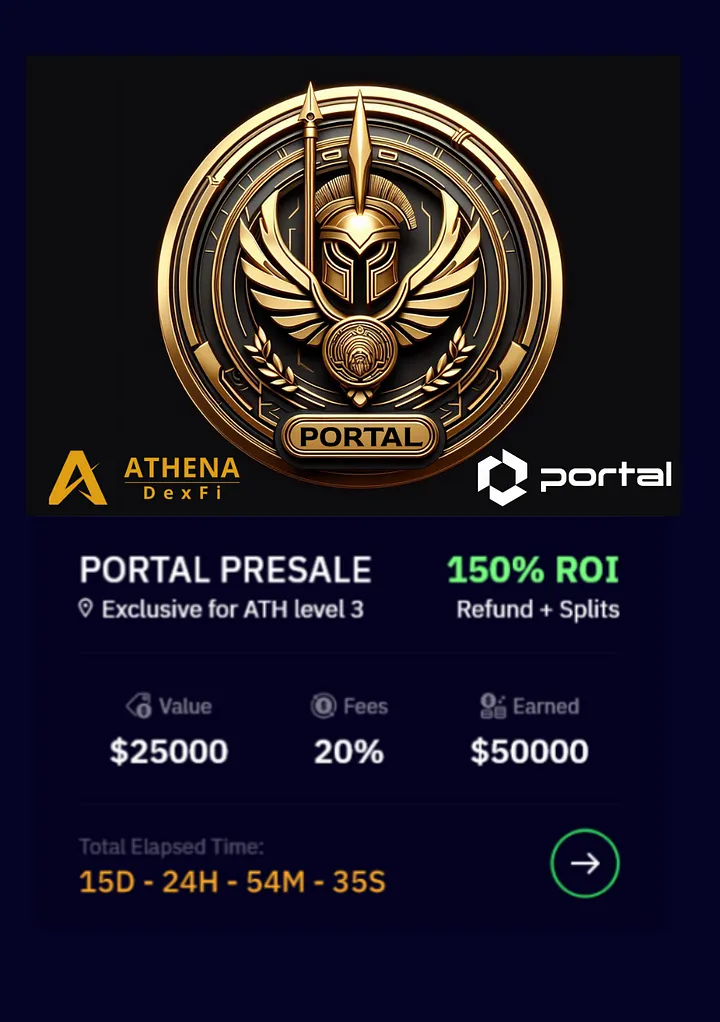 PORTAL
ATHENA
DexFi
portal
PORTAL PRESALE
150% ROI
Exclusive for ATH level 3
Refund + Splits
Value
Fees
Earned
$25000
20%
$50000
Total Elapsed Time:
15D - 24H - 54M - 35S